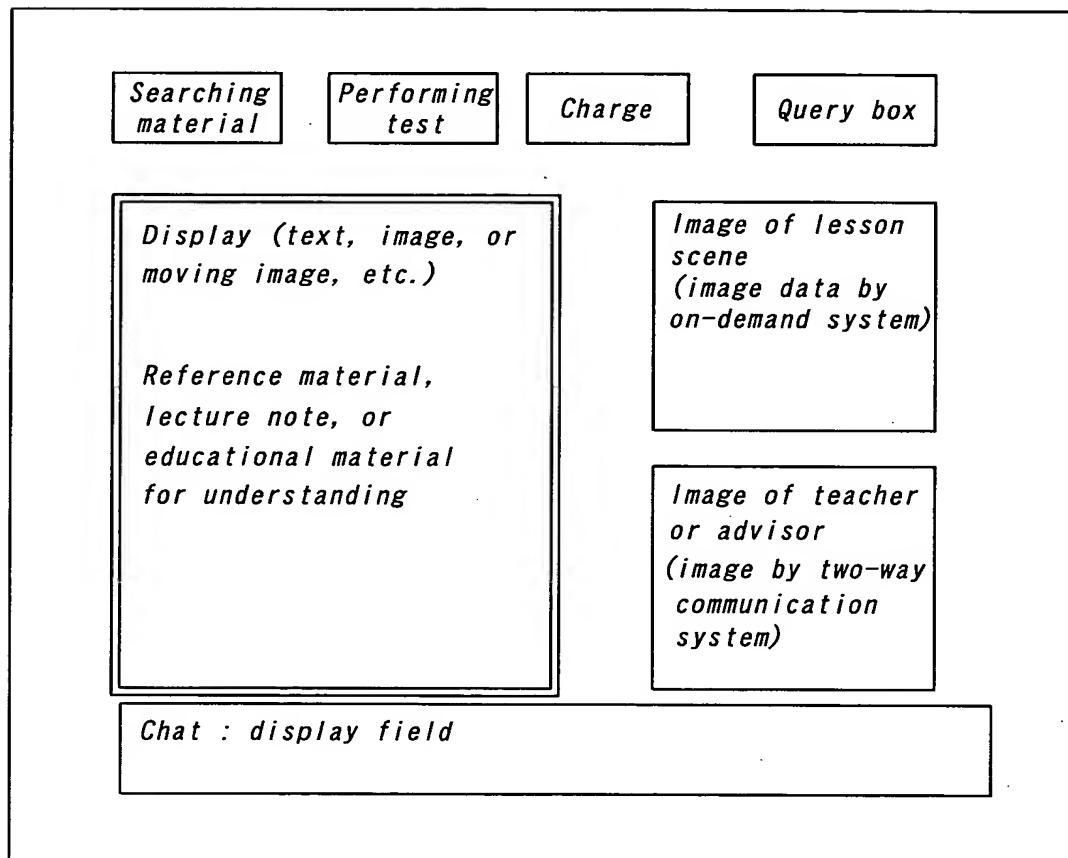 Searching
material
Performing
test
Charge
Query box
Display (text, image, or
moving image, etc.)
Reference material,
lecture note, or
educational material
for understanding
Image of lesson
scene
(image data by
on-demand system)
Image of teacher
or advisor
(image by two-way
communication
system)
Chat : display field